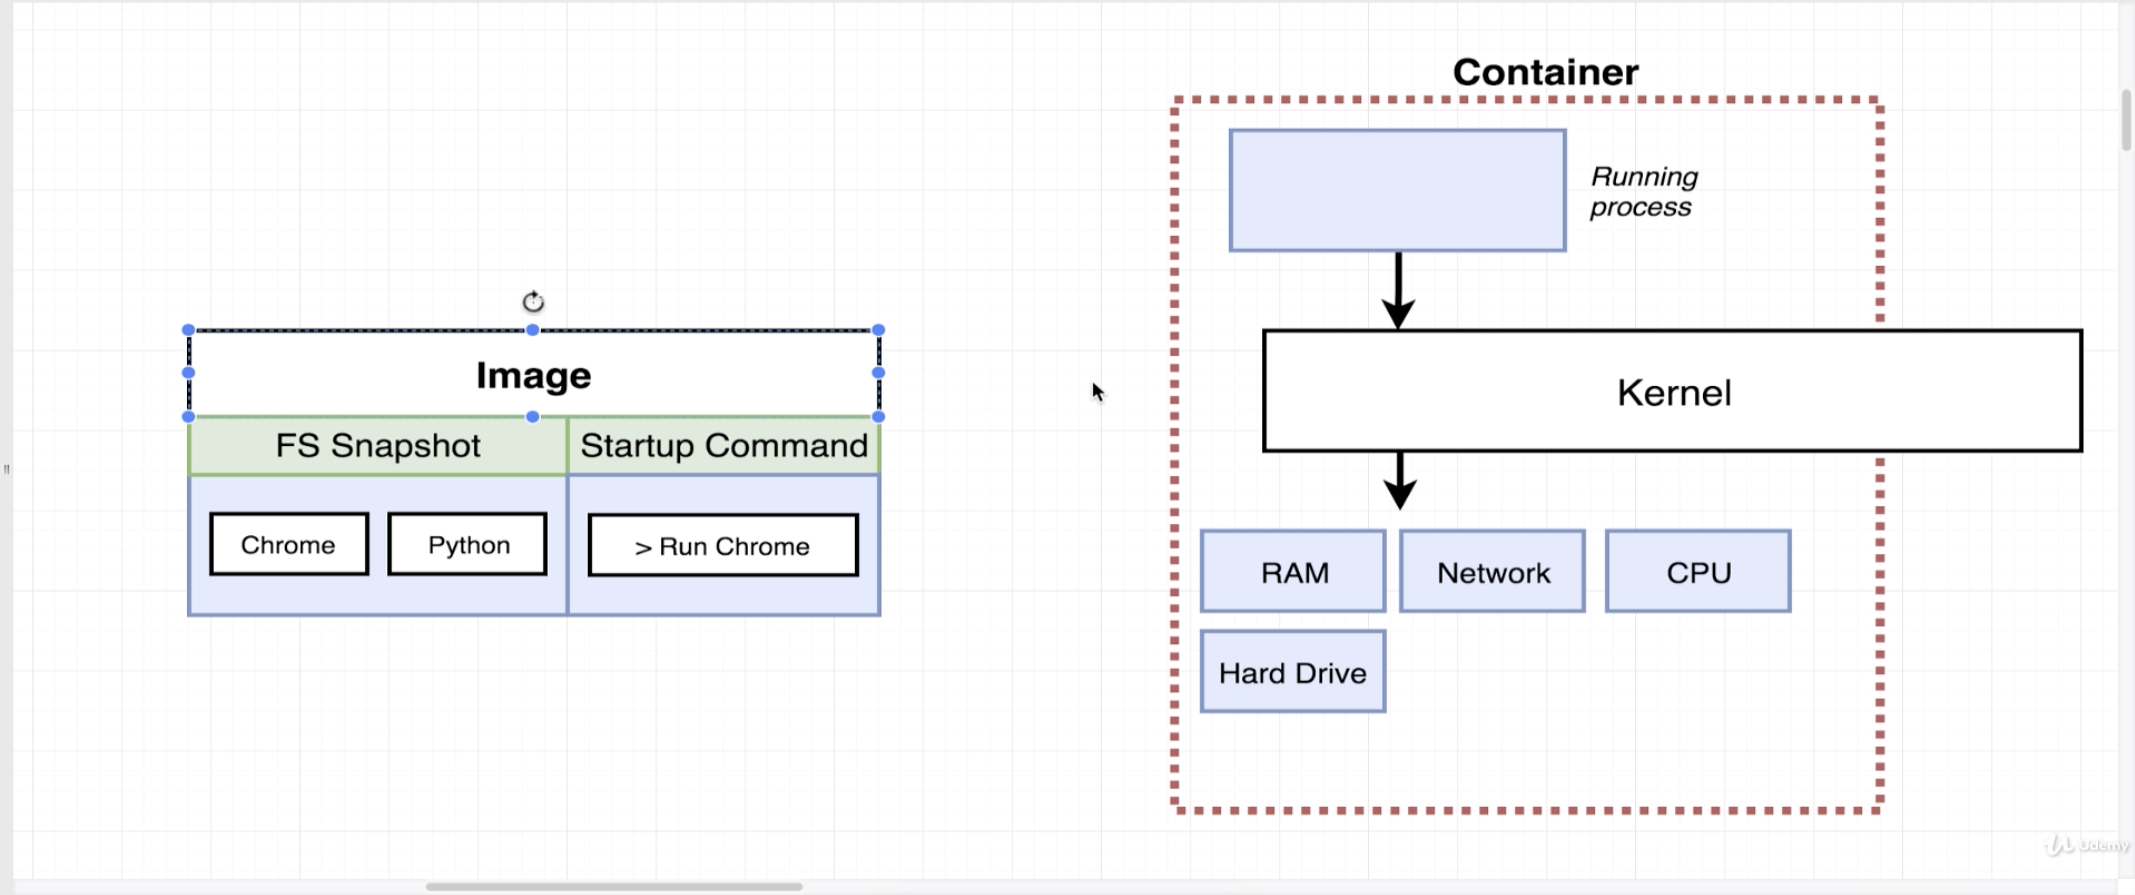 Container
Running
process
Image
Kernel
FS Snapshot
Startup Command
Chrome
Python
> Run Chrome
RAM
Network
CPU
Hard Drive
Udemy